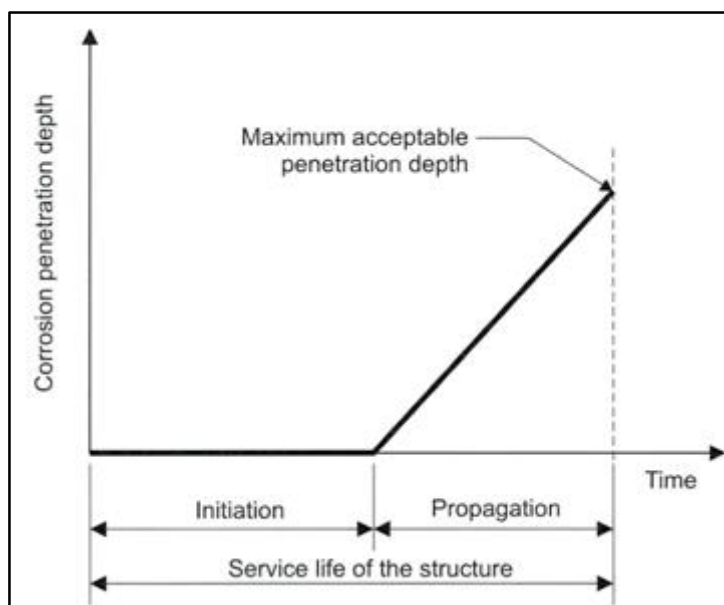 Corrosion penetration depth
Maximum acceptable
penetration depth
Time
Initiation
Propagation
Service life of the structure